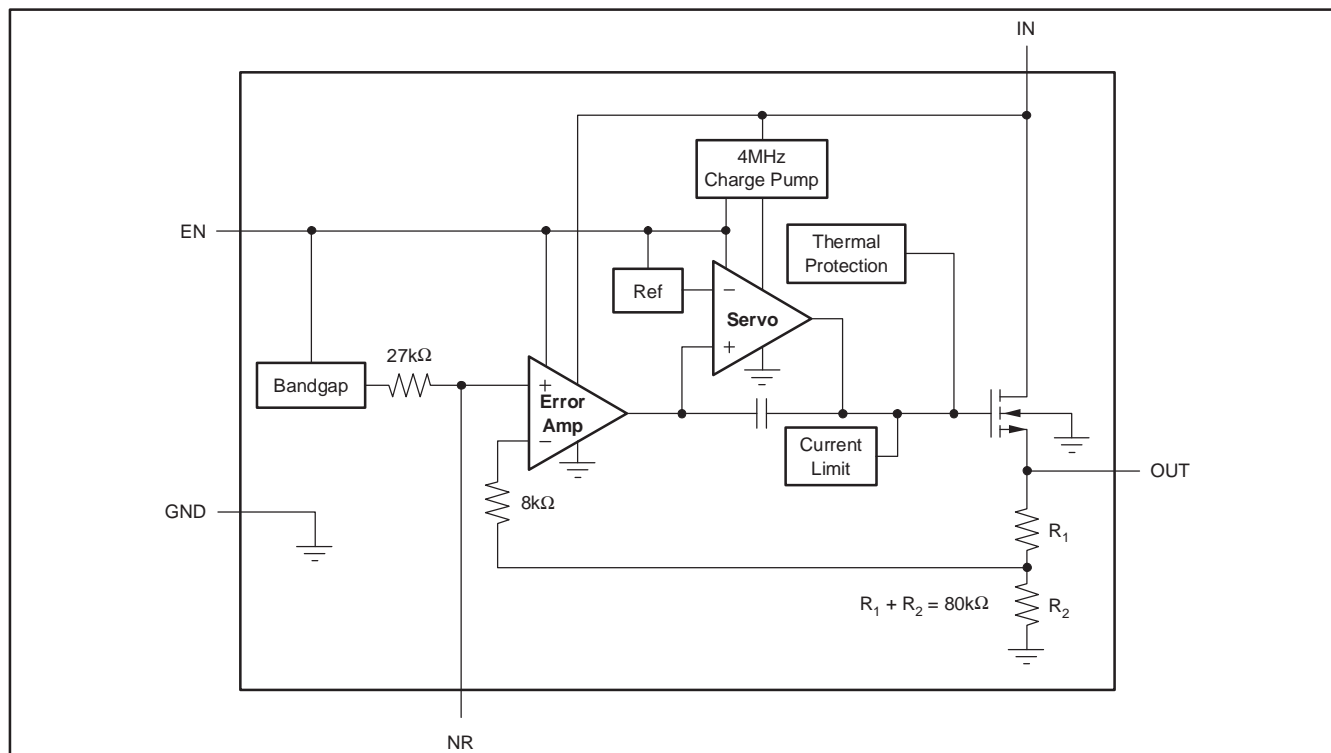 IN
4MHz
Charge Pump
EN
Thermal
Protection
Ref
−
Servo
+
27kΩ
Bandgap
+
Error
Amp
−
Current
Limit
OUT
8kΩ
GND
R1
R1 + R2 = 80kΩ
R2
NR